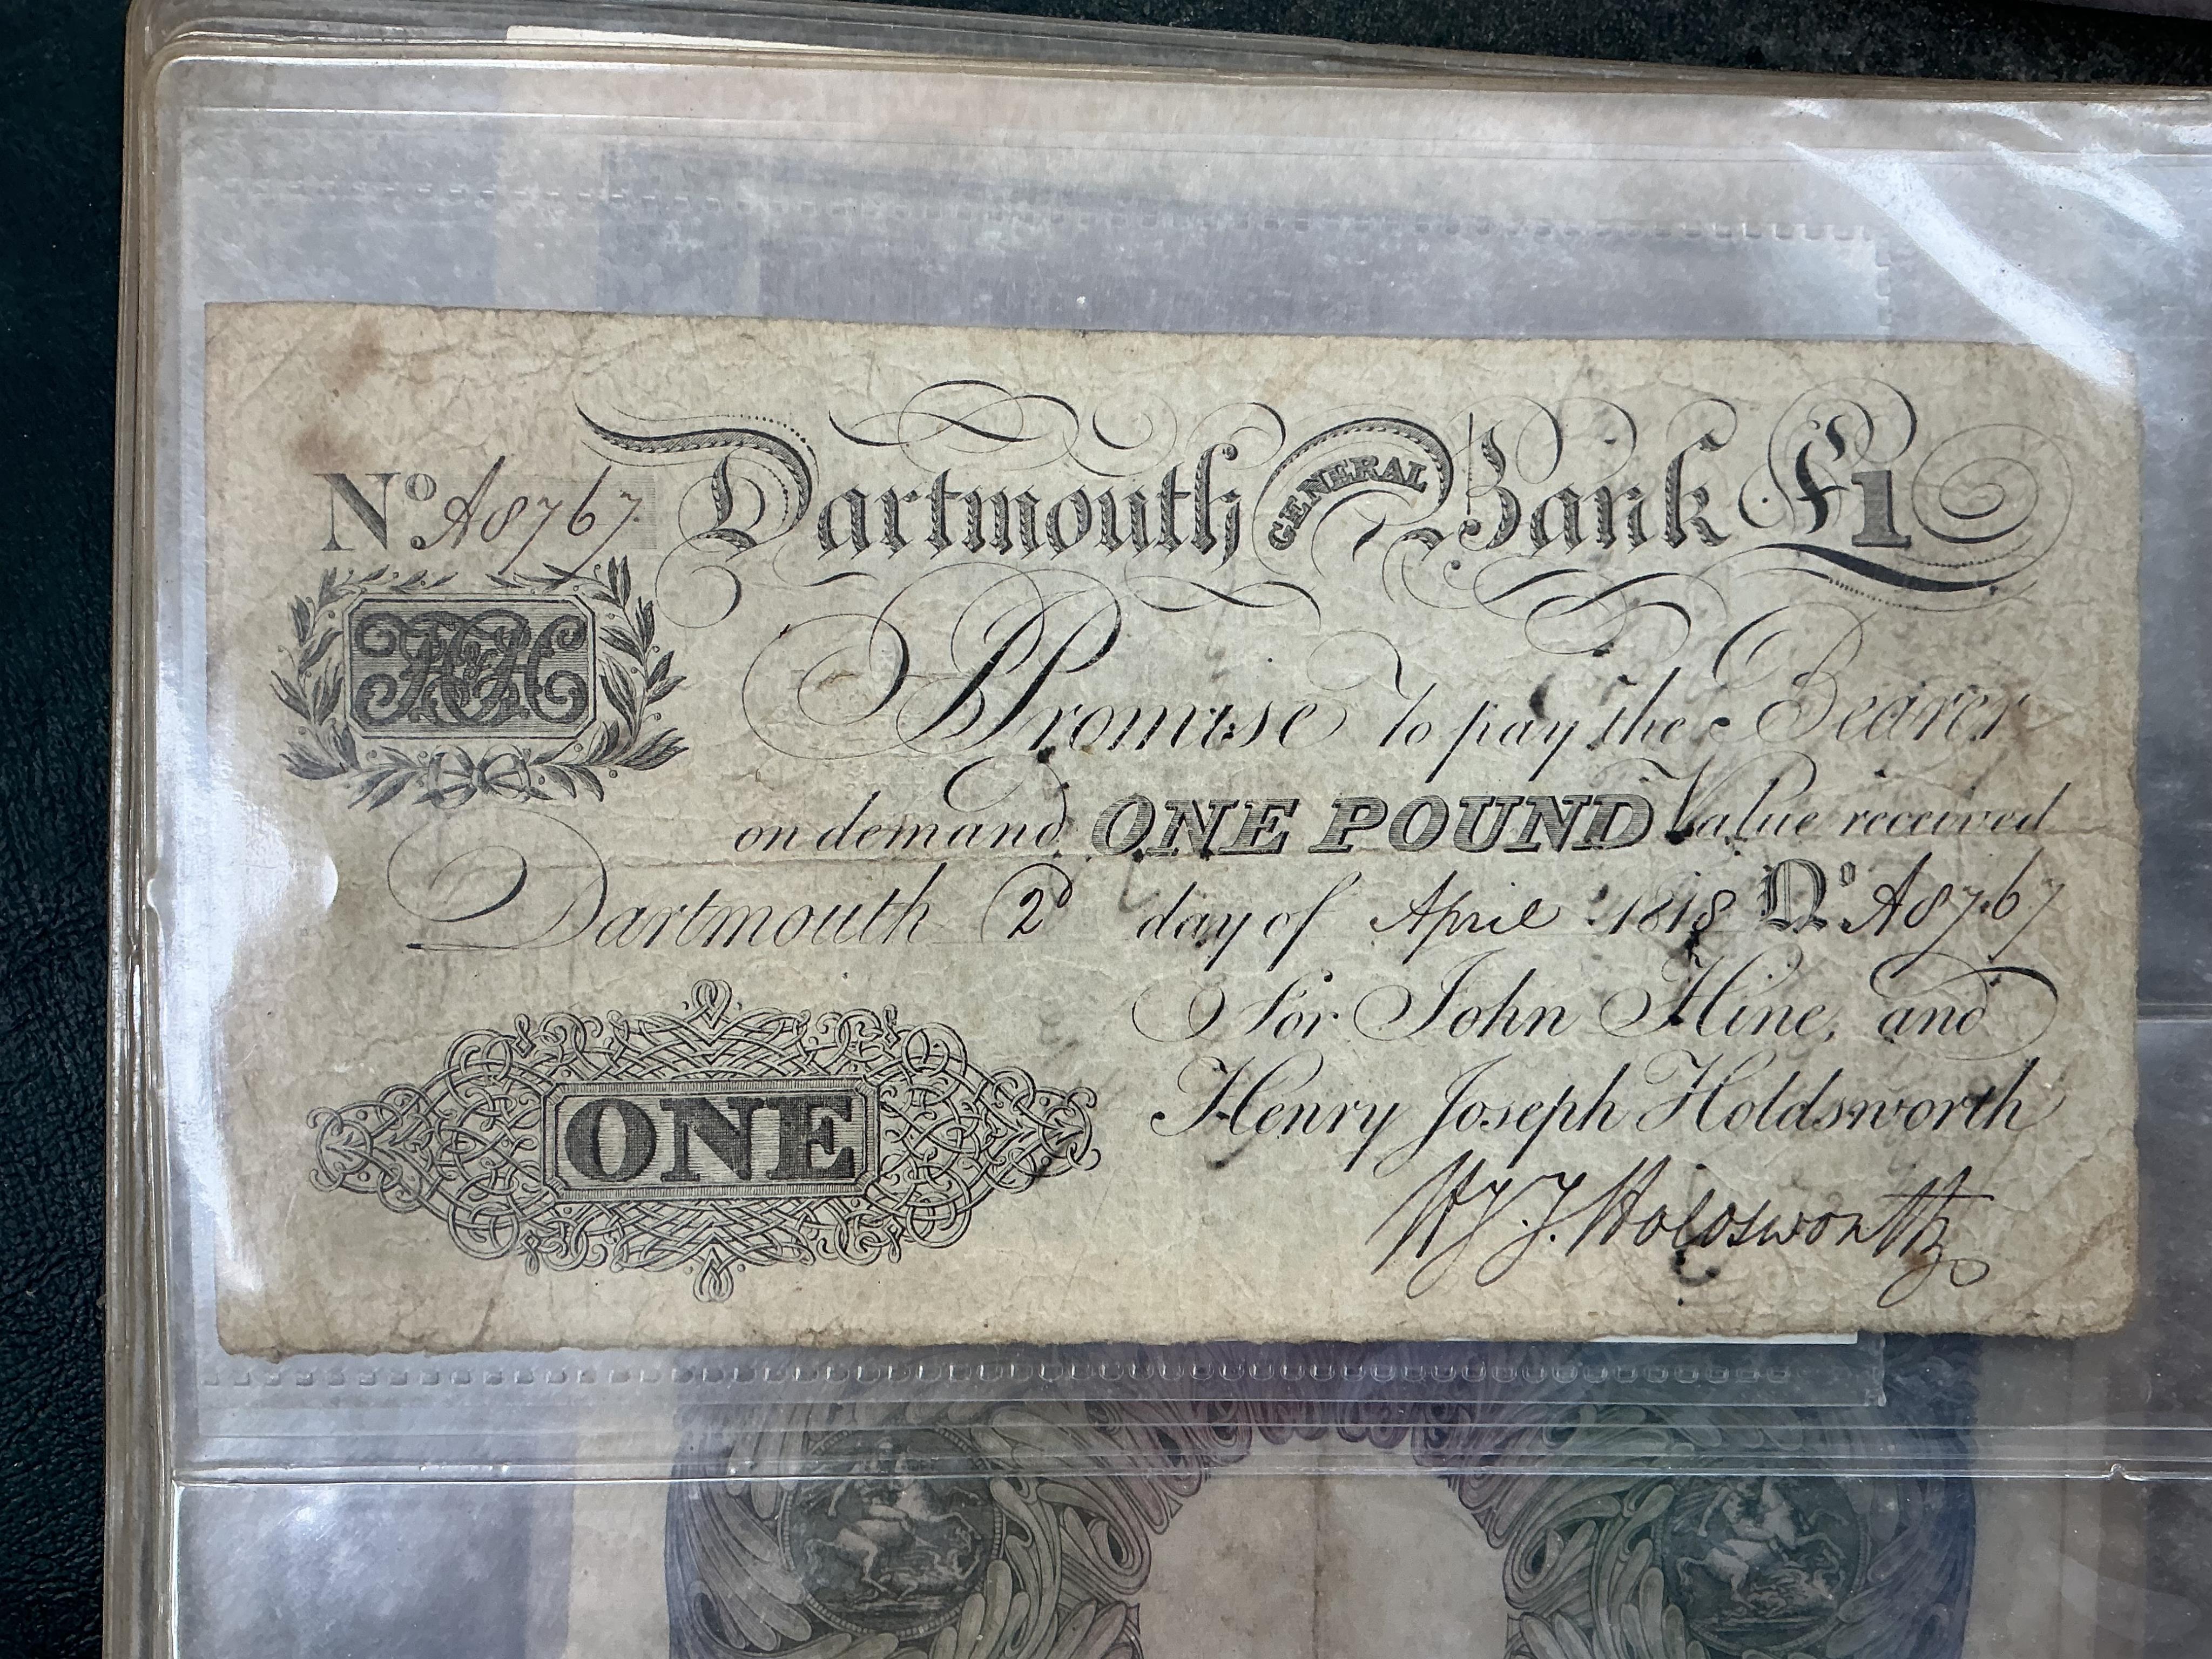 No A8767 Dartmouth GENERAL Bank £1
H&H
I Promise to pay the Bearer
on demand ONE POUND Value received
Dartmouth 2d day of April 1818 No A8767
For John Hine, and
Henry Joseph Holdsworth
ONE
H J Holdsworth